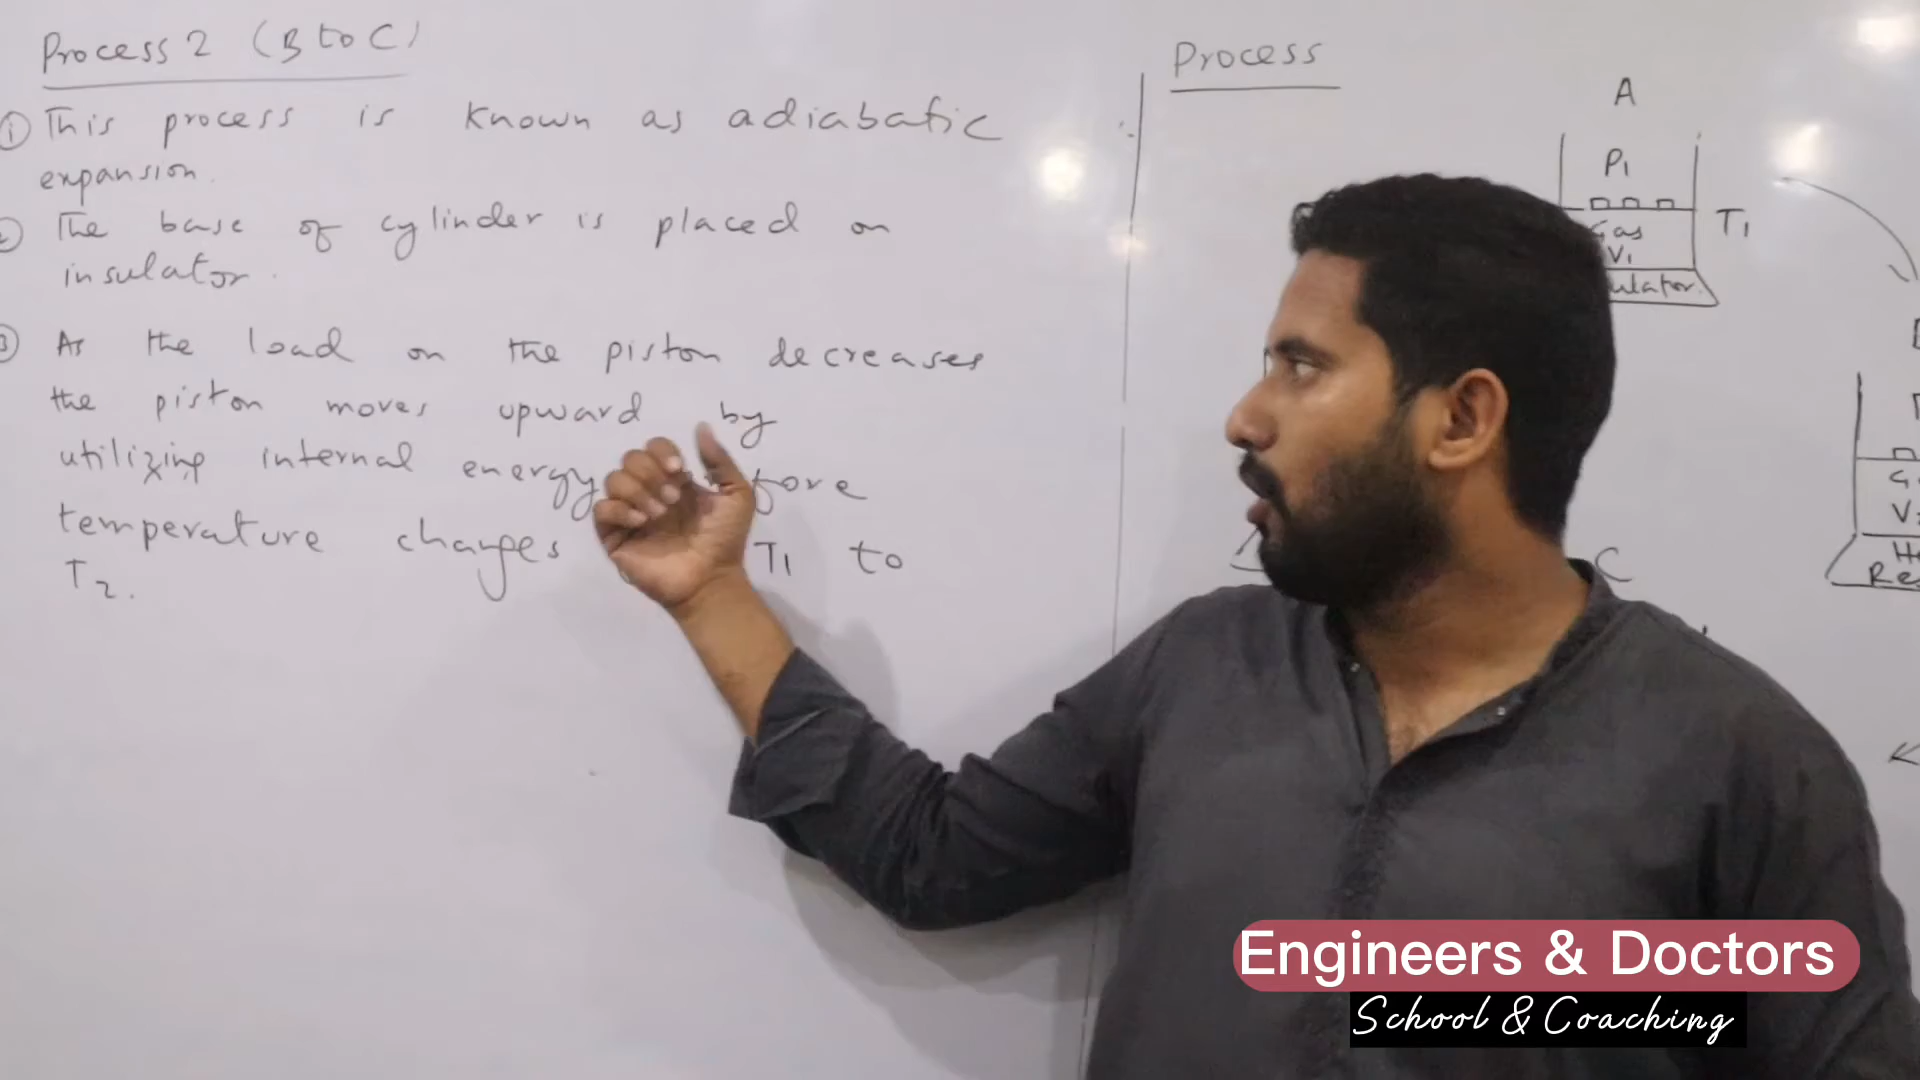 Process 2 (B to C)
① This process is known as adiabatic
expansion.
The base of cylinder is placed on
insulator.
As the load on the piston decreases
the piston moves upward by
utilizing internal energy fore
temperature changes T1 to
T2.
Process
A
P1
Gas
V1
ulator.
T1
C
Engineers & Doctors
School & Coaching